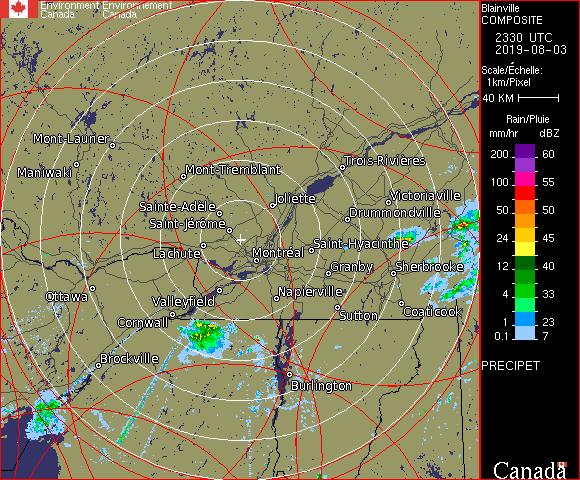 Environment Environnement
Canada Canada
Blainville
COMPOSITE
2330 UTC
2019-08-03
Scale/Échelle:
1km/Pixel
40 KM
Rain/Pluie
mm/hr dBZ
200 60
100 55
50 50
24 45
12 40
4 33
1 23
0.1 7
PRECIPET
Canada
Mont-Laurier
Maniwaki
Mont-Tremblant
Trois-Rivières
Joliette
Victoriaville
Sainte-Adèle
Drummondville
Saint-Jérôme
Saint-Hyacinthe
Lachute
Montréal
Granby
Sherbrooke
Ottawa
Valleyfield
Napierville
Coaticook
Sutton
Cornwall
Brockville
Burlington